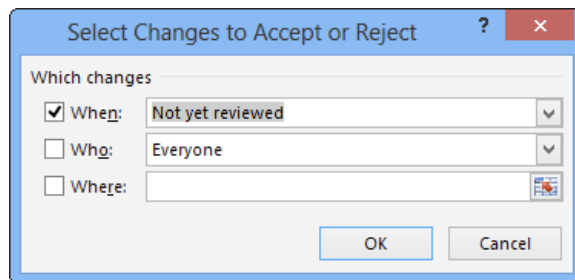 Select Changes to Accept or Reject ?
Which changes
When: Not yet reviewed
Who: Everyone
Where:
OK Cancel